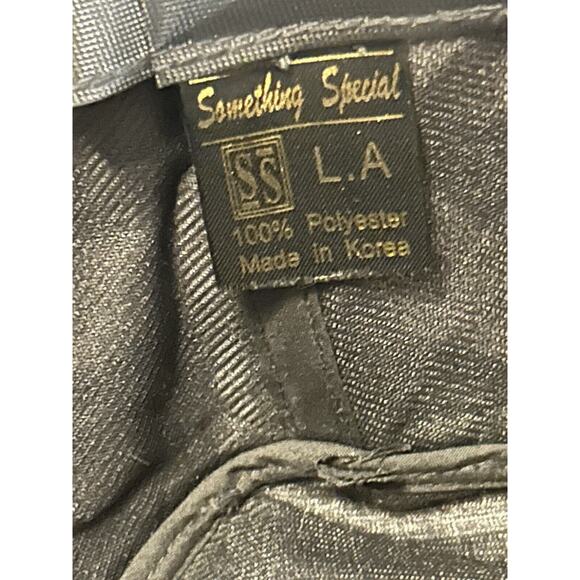 Something Special
SS L.A
100% Polyester
Made in Korea